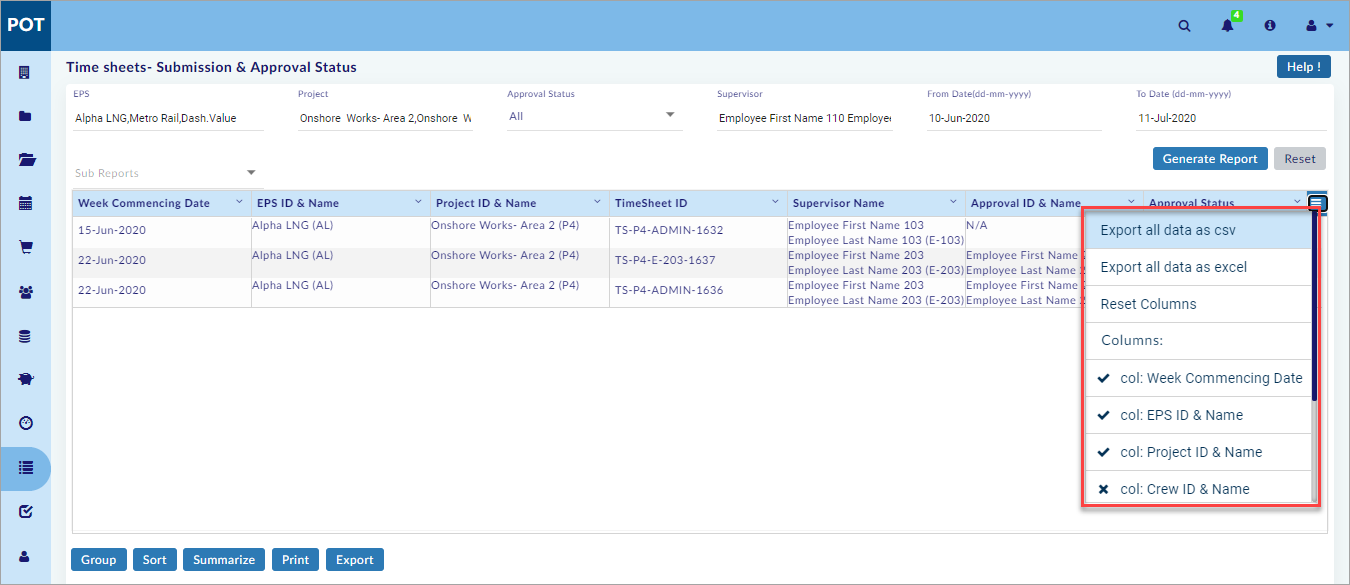 POT
4
Time sheets- Submission & Approval Status
Help !
EPS
Project
Approval Status
Supervisor
From Date(dd-mm-yyyy)
To Date (dd-mm-yyyy)
Alpha LNG,Metro Rail,Dash.Value
Onshore Works- Area 2,Onshore W
All
Employee First Name 110 Employee
10-Jun-2020
11-Jul-2020
Sub Reports
Generate Report
Reset
Week Commencing Date
EPS ID & Name
Project ID & Name
TimeSheet ID
Supervisor Name
Approval ID & Name
Approval Status
15-Jun-2020
Alpha LNG (AL)
Onshore Works- Area 2 (P4)
TS-P4-ADMIN-1632
Employee First Name 103
Employee Last Name 103 (E-103)
N/A
22-Jun-2020
Alpha LNG (AL)
Onshore Works- Area 2 (P4)
TS-P4-E-203-1637
Employee First Name 203
Employee Last Name 203 (E-203)
Employee First Name
Employee Last Name
22-Jun-2020
Alpha LNG (AL)
Onshore Works- Area 2 (P4)
TS-P4-ADMIN-1636
Employee First Name 203
Employee Last Name 203 (E-203)
Employee First Name
Employee Last Name
Export all data as csv
Export all data as excel
Reset Columns
Columns:
col: Week Commencing Date
col: EPS ID & Name
col: Project ID & Name
col: Crew ID & Name
Group
Sort
Summarize
Print
Export